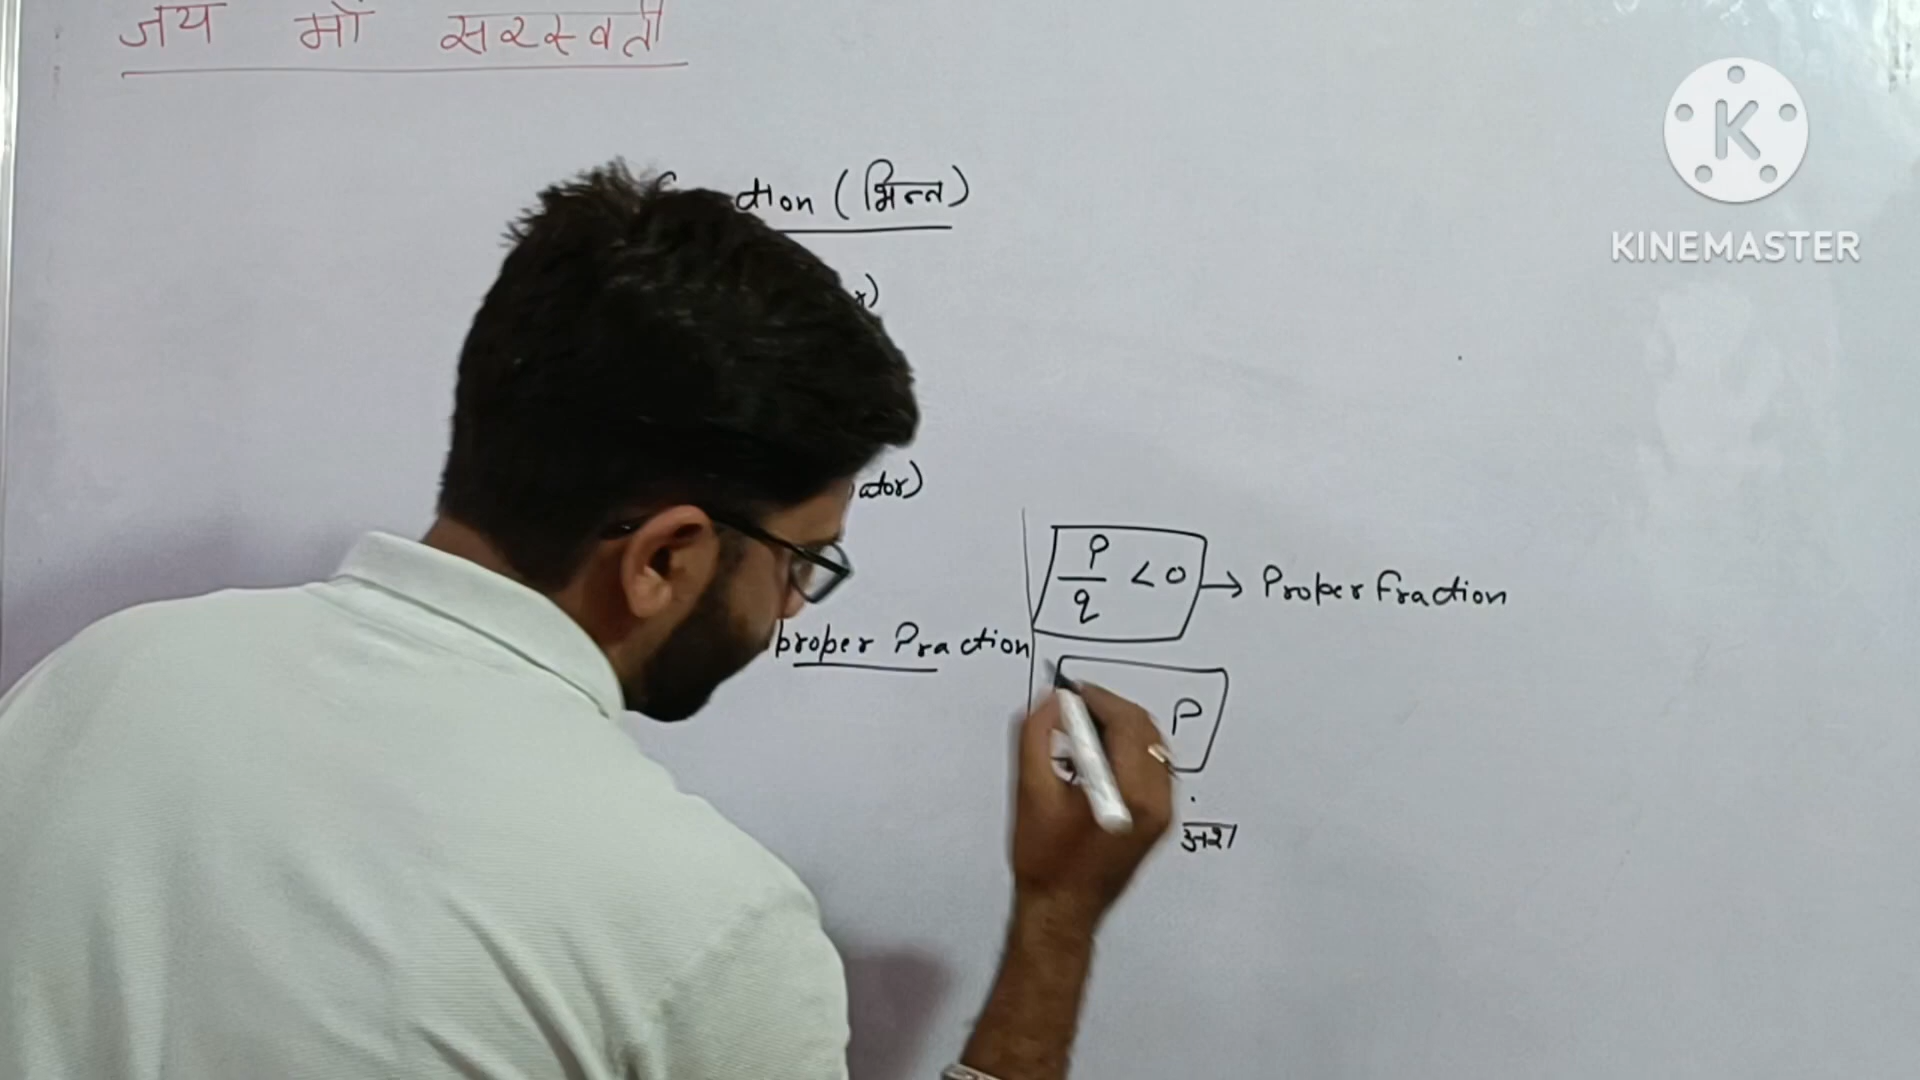 जय माँ सरस्वती
ction (भिन्न)
r)
ator)
p/q < 0 → Proper fraction
proper Praction
P
अंश
K
KINEMASTER